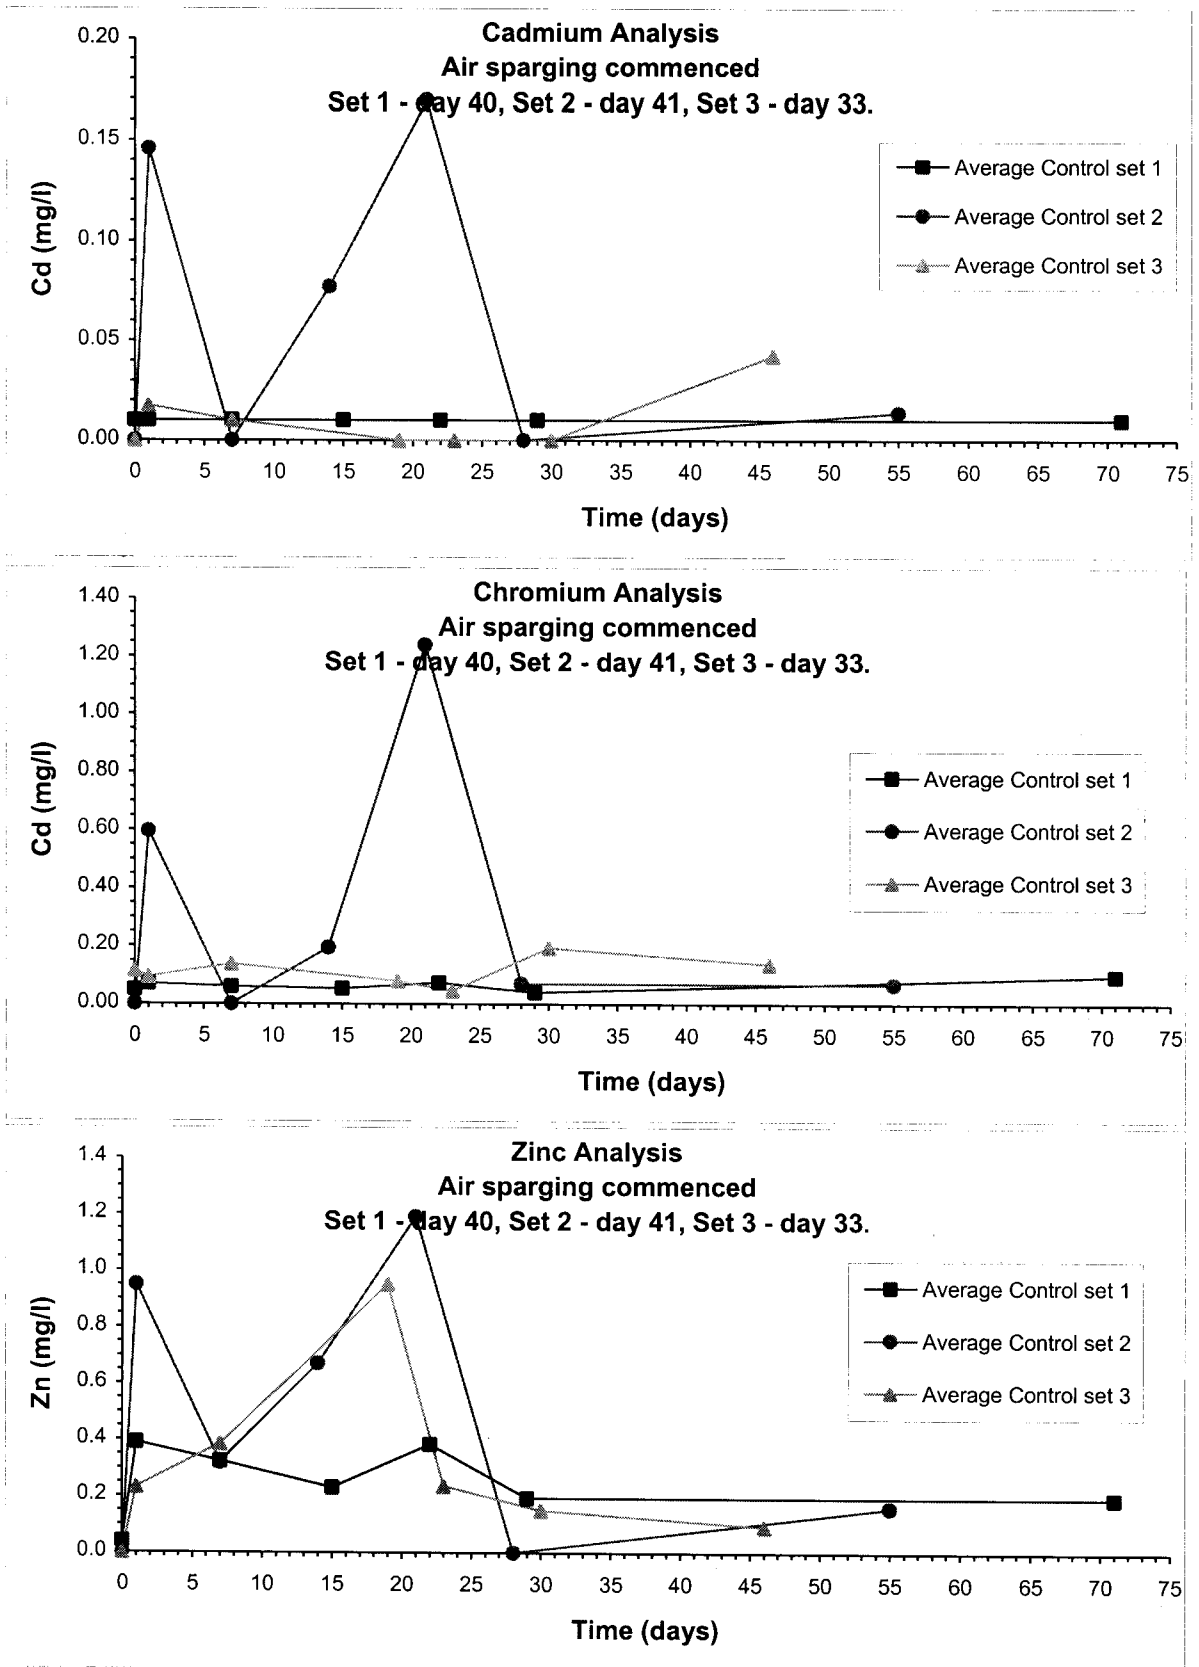 Cadmium Analysis
Air sparging commenced
Set 1 - day 40, Set 2 - day 41, Set 3 - day 33.
0.20
0.15
0.10
0.05
0.00
Cd (mg/l)
Average Control set 1
Average Control set 2
Average Control set 3
0 5 10 15 20 25 30 35 40 45 50 55 60 65 70 75
Time (days)
Chromium Analysis
Air sparging commenced
Set 1 - day 40, Set 2 - day 41, Set 3 - day 33.
1.40
1.20
1.00
0.80
0.60
0.40
0.20
0.00
Cd (mg/l)
Average Control set 1
Average Control set 2
Average Control set 3
0 5 10 15 20 25 30 35 40 45 50 55 60 65 70 75
Time (days)
Zinc Analysis
Air sparging commenced
Set 1 - day 40, Set 2 - day 41, Set 3 - day 33.
1.4
1.2
1.0
0.8
0.6
0.4
0.2
0.0
Zn (mg/l)
Average Control set 1
Average Control set 2
Average Control set 3
0 5 10 15 20 25 30 35 40 45 50 55 60 65 70 75
Time (days)